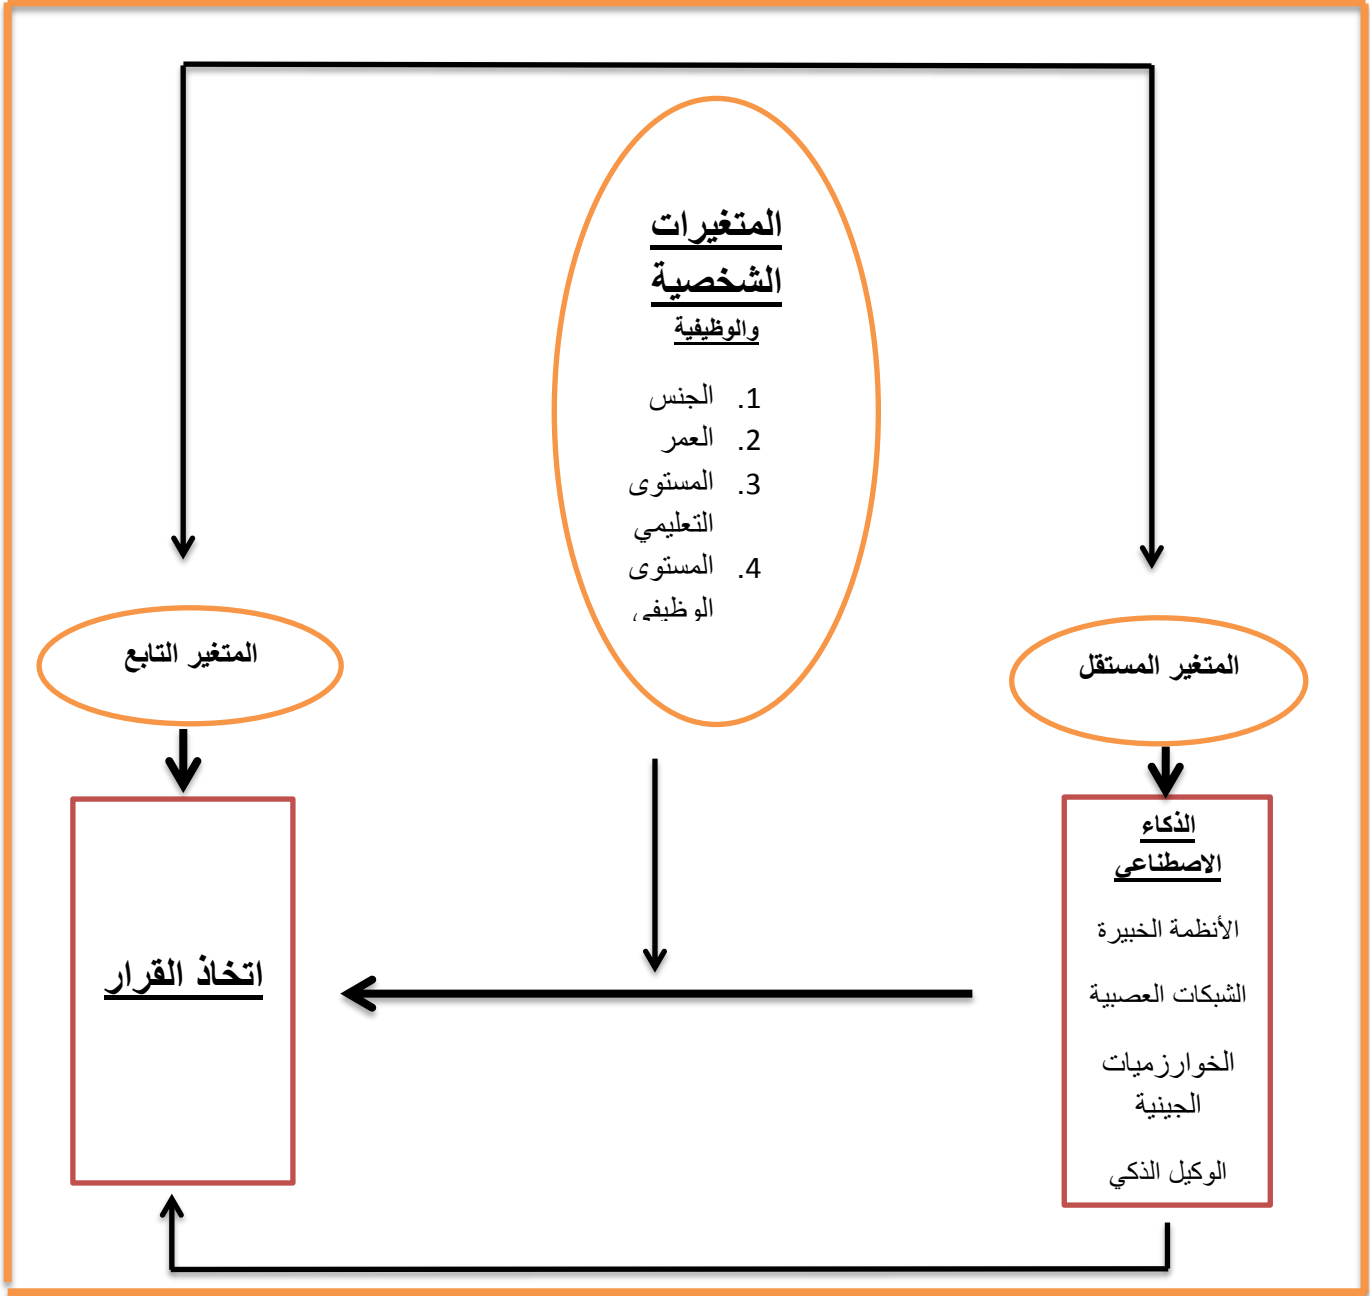 المتغيرات
الشخصية
والوظيفية
1. الجنس
2. العمر
3. المستوى
التعليمي
4. المستوى
الوظيفي
المتغير المستقل
المتغير التابع
الذكاء
الاصطناعي
الأنظمة الخبيرة
الشبكات العصبية
الخوارزميات
الجينية
الوكيل الذكي
اتخاذ القرار